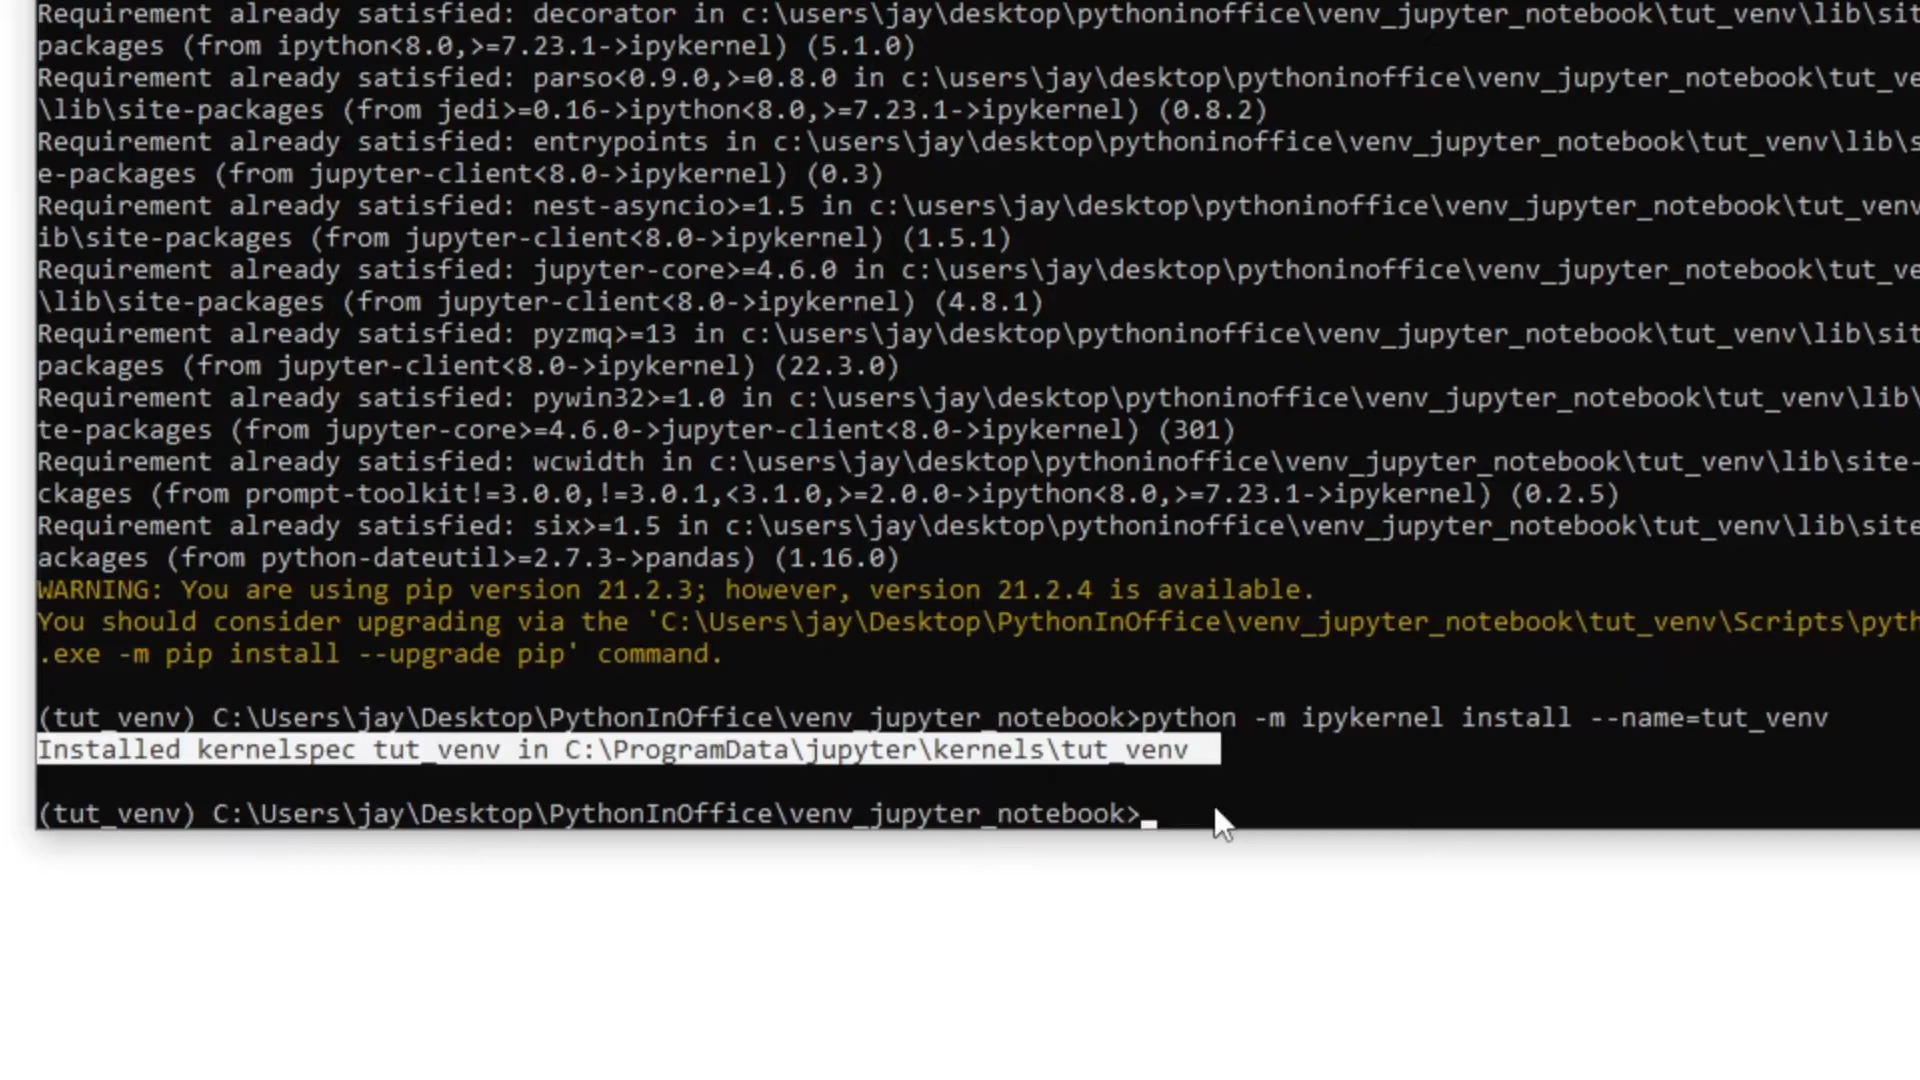 Requirement already satisfied: decorator in c:\users\jay\desktop\pythoninoffice\venv_jupyter_notebook\tut_venv\lib\sit
packages (from ipython<8.0,>=7.23.1->ipykernel) (5.1.0)
Requirement already satisfied: parso<0.9.0,>=0.8.0 in c:\users\jay\desktop\pythoninoffice\venv_jupyter_notebook\tut_ve
\lib\site-packages (from jedi>=0.16->ipython<8.0,>=7.23.1->ipykernel) (0.8.2)
Requirement already satisfied: entrypoints in c:\users\jay\desktop\pythoninoffice\venv_jupyter_notebook\tut_venv\lib\s
e-packages (from jupyter-client<8.0->ipykernel) (0.3)
Requirement already satisfied: nest-asyncio>=1.5 in c:\users\jay\desktop\pythoninoffice\venv_jupyter_notebook\tut_venv
ib\site-packages (from jupyter-client<8.0->ipykernel) (1.5.1)
Requirement already satisfied: jupyter-core>=4.6.0 in c:\users\jay\desktop\pythoninoffice\venv_jupyter_notebook\tut_ve
\lib\site-packages (from jupyter-client<8.0->ipykernel) (4.8.1)
Requirement already satisfied: pyzmq>=13 in c:\users\jay\desktop\pythoninoffice\venv_jupyter_notebook\tut_venv\lib\sit
packages (from jupyter-client<8.0->ipykernel) (22.3.0)
Requirement already satisfied: pywin32>=1.0 in c:\users\jay\desktop\pythoninoffice\venv_jupyter_notebook\tut_venv\lib\
te-packages (from jupyter-core>=4.6.0->jupyter-client<8.0->ipykernel) (301)
Requirement already satisfied: wcwidth in c:\users\jay\desktop\pythoninoffice\venv_jupyter_notebook\tut_venv\lib\site-
ckages (from prompt-toolkit!=3.0.0,!=3.0.1,<3.1.0,>=2.0.0->ipython<8.0,>=7.23.1->ipykernel) (0.2.5)
Requirement already satisfied: six>=1.5 in c:\users\jay\desktop\pythoninoffice\venv_jupyter_notebook\tut_venv\lib\site
ackages (from python-dateutil>=2.7.3->pandas) (1.16.0)
WARNING: You are using pip version 21.2.3; however, version 21.2.4 is available.
You should consider upgrading via the 'C:\Users\jay\Desktop\PythonInOffice\venv_jupyter_notebook\tut_venv\Scripts\pyth
.exe -m pip install --upgrade pip' command.
(tut_venv) C:\Users\jay\Desktop\PythonInOffice\venv_jupyter_notebook>python -m ipykernel install --name=tut_venv
Installed kernelspec tut_venv in C:\ProgramData\jupyter\kernels\tut_venv
(tut_venv) C:\Users\jay\Desktop\PythonInOffice\venv_jupyter_notebook>